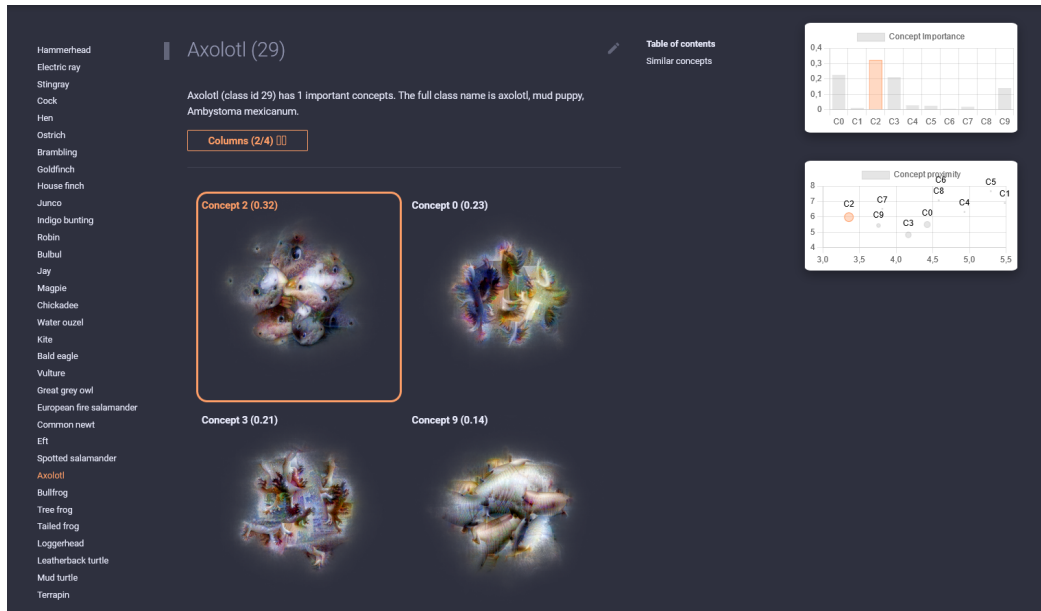 Hammerhead
Electric ray
Stingray
Cock
Hen
Ostrich
Brambling
Goldfinch
House finch
Junco
Indigo bunting
Robin
Bulbul
Jay
Magpie
Chickadee
Water ouzel
Kite
Bald eagle
Vulture
Great grey owl
European fire salamander
Common newt
Eft
Spotted salamander
Axolotl
Bullfrog
Tree frog
Tailed frog
Loggerhead
Leatherback turtle
Mud turtle
Terrapin
Axolotl (29)
Axolotl (class id 29) has 1 important concepts. The full class name is axolotl, mud puppy,
Ambystoma mexicanum.
Columns (2/4)
Concept 2 (0.32)
Concept 0 (0.23)
Concept 3 (0.21)
Concept 9 (0.14)
Table of contents
Similar concepts
Concept Importance
0,4
0,3
0,2
0,1
0
C0 C1 C2 C3 C4 C5 C6 C7 C8 C9
Concept proximity
8
7
6
5
4
C6
C5
C8
C1
C2
C7
C4
C9
C0
C3
3,0 3,5 4,0 4,5 5,0 5,5